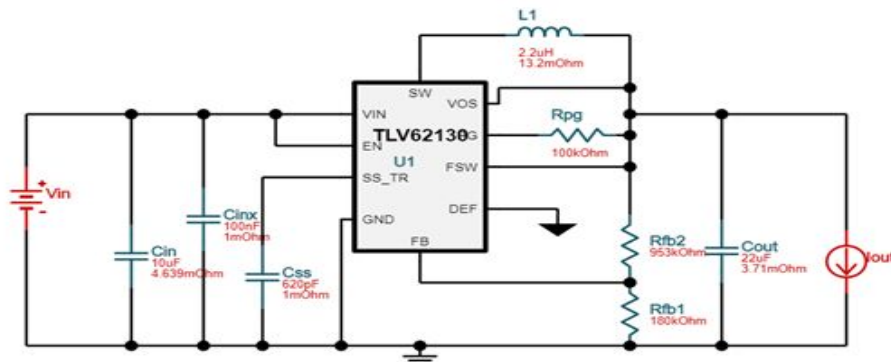 L1
2.2uH
13.2mOhm
SW
VOS
VIN
TLV62130
Rpg
100kOhm
EN
U1
FSW
SS_TR
DEF
GND
FB
Vin
Cinx
100nF
1mOhm
Cin
10uF
4.639mOhm
Css
620pF
1mOhm
Rfb2
953kOhm
Cout
22uF
3.71mOhm
Iout
Rfb1
180kOhm